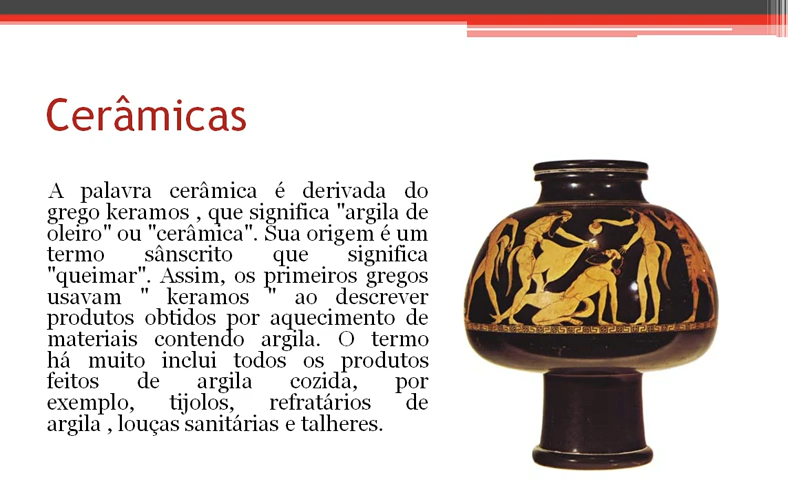 Cerâmicas
A palavra cerâmica é derivada do
grego keramos , que significa "argila de
oleiro" ou "cerâmica". Sua origem é um
termo sânscrito que significa
"queimar". Assim, os primeiros gregos
usavam " keramos " ao descrever
produtos obtidos por aquecimento de
materiais contendo argila. O termo
há muito inclui todos os produtos
feitos de argila cozida, por
exemplo, tijolos, refratários de
argila , louças sanitárias e talheres.